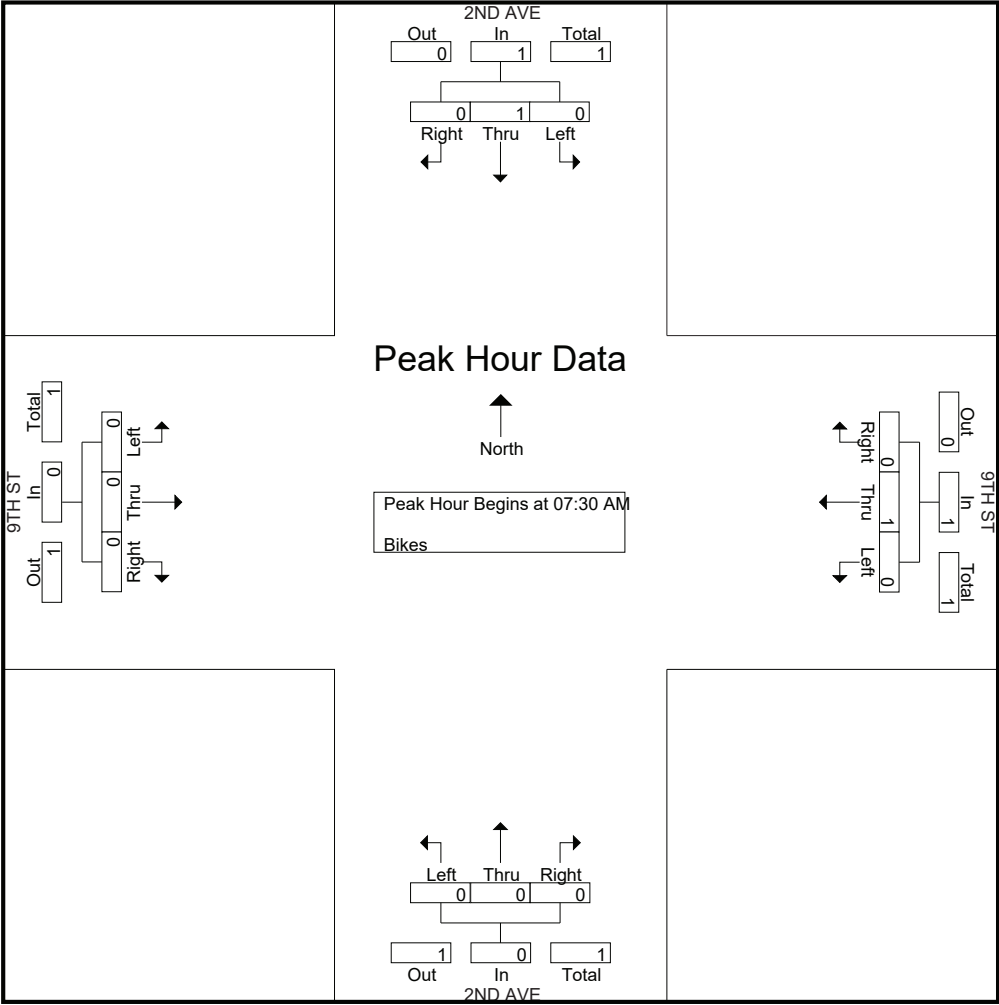 2ND AVE
Out In Total
0 1 1
0 1 0
Right Thru Left
Peak Hour Data
North
Peak Hour Begins at 07:30 AM
Bikes
9TH ST
Total In Out
1 0 1
0 0 0
Left Thru Right
9TH ST
Out In Total
0 1 1
0 1 0
Right Thru Left
Left Thru Right
0 0 0
1 0 1
Out In Total
2ND AVE